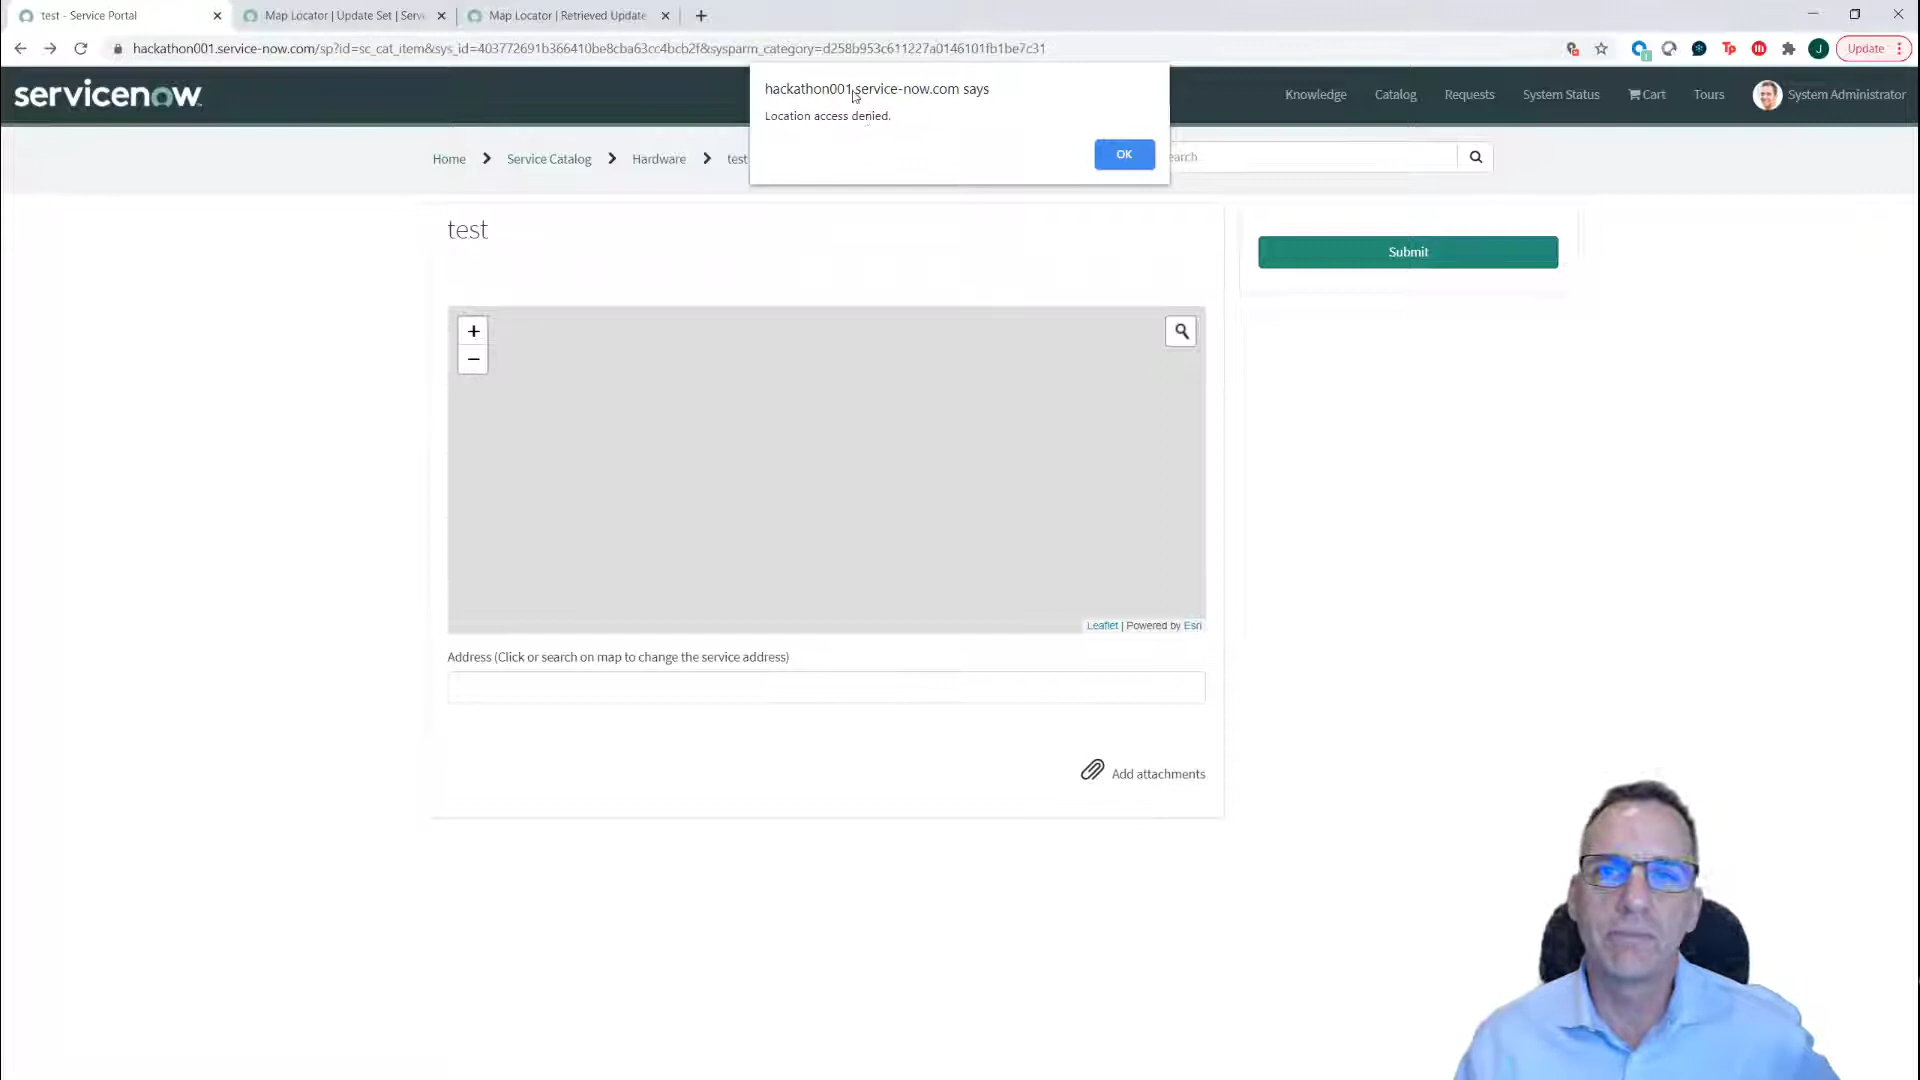 test - Service Portal
Map Locator | Update Set | Serv
Map Locator | Retrieved Update
hackathon001.service-now.com/sp?id=sc_cat_item&sys_id=403772691b366410be8cba63cc4bcb2f&sysparm_category=d258b953c611227a0146101fb1be7c31
Tp
J
Update
servicenow
Knowledge
Catalog
Requests
System Status
Cart
Tours
System Administrator
hackathon001.service-now.com says
Location access denied.
OK
Home
Service Catalog
Hardware
test
earch
test
Submit
+
−
Leaflet | Powered by Esri
Address (Click or search on map to change the service address)
Add attachments